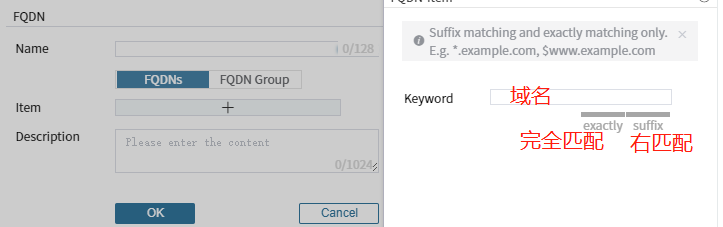 FQDN
Name
0/128
FQDNs
FQDN Group
Item
+
Description
Please enter the content
0/1024
OK
Cancel
Suffix matching and exactly matching only.
E.g. *.example.com, $www.example.com
Keyword
域名
exactly
suffix
完全匹配
右匹配